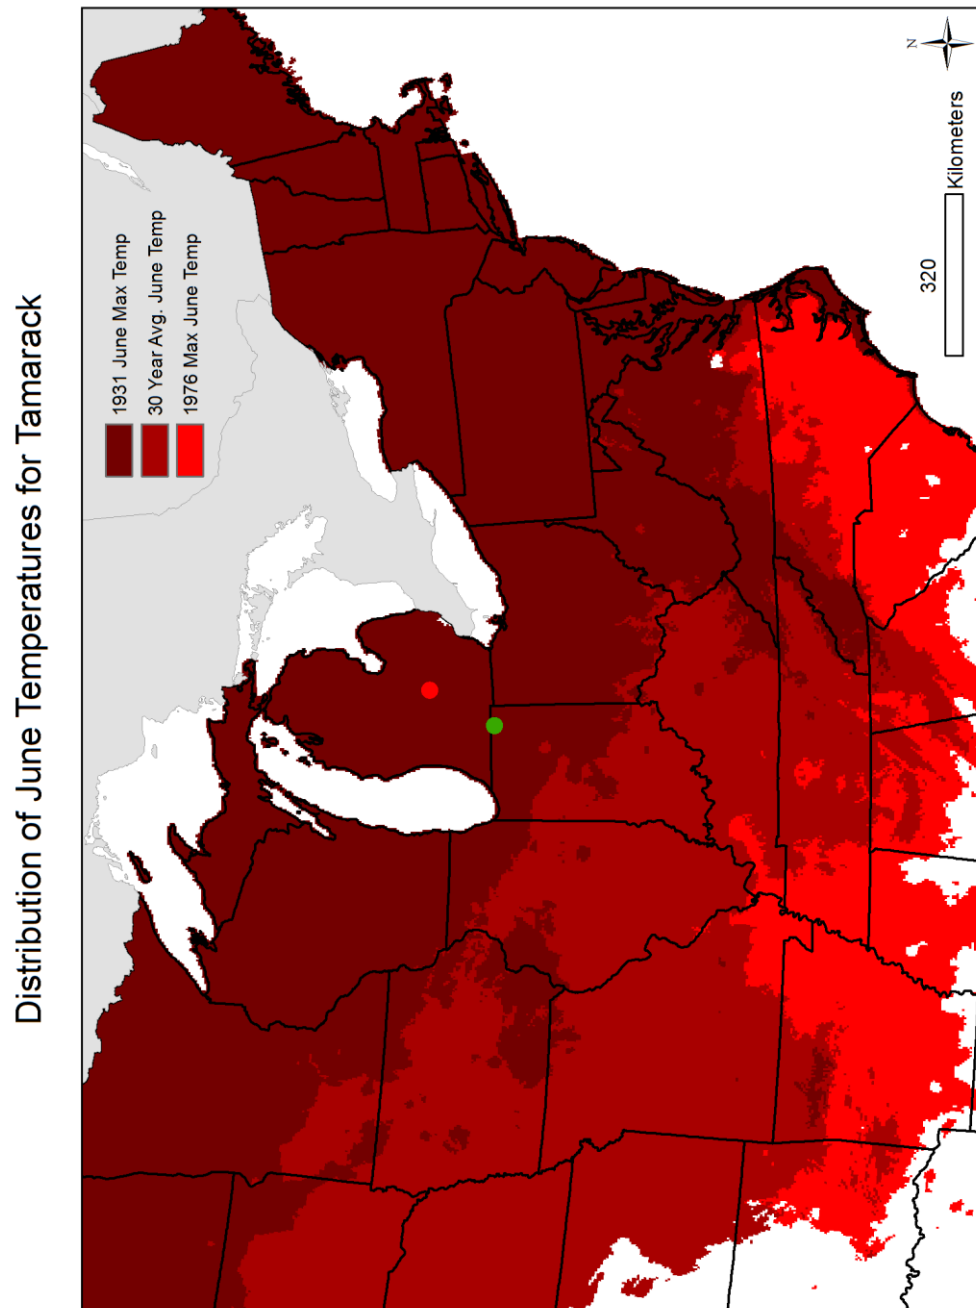 Distribution of June Temperatures for Tamarack
1931 June Max Temp
30 Year Avg. June Temp
1976 Max June Temp
N
320
Kilometers